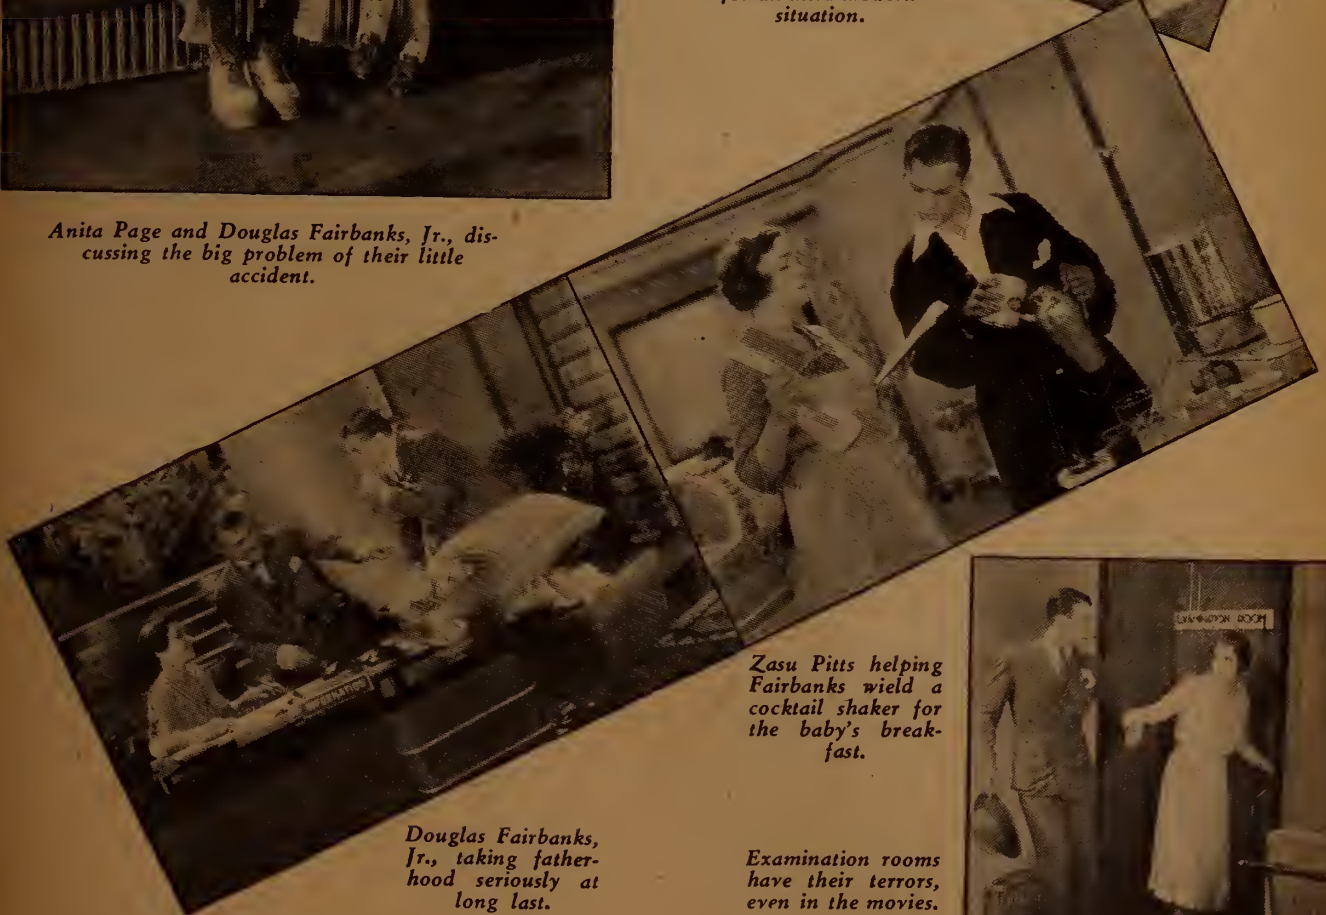 situation.
Anita Page and Douglas Fairbanks, Jr., dis-
cussing the big problem of their little
accident.
Zasu Pitts helping
Fairbanks wield a
cocktail shaker for
the baby's break-
fast.
Douglas Fairbanks,
Jr., taking father-
hood seriously at
long last.
Examination rooms
have their terrors,
even in the movies.